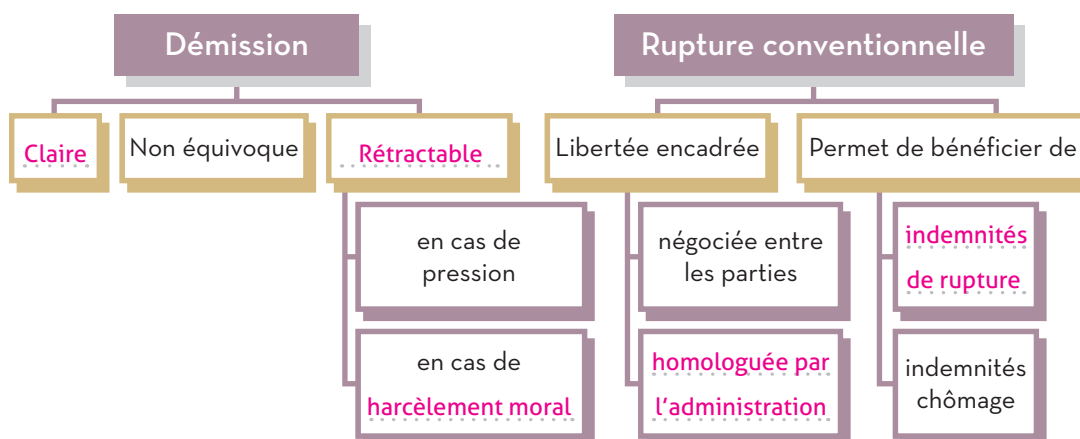 Démission
Claire
Non équivoque
Rétractable
en cas de
pression
en cas de
harcèlement moral
Rupture conventionnelle
Libertée encadrée
négociée entre
les parties
homologuée par
l'administration
Permet de bénéficier de
indemnités
de rupture
indemnités
chômage